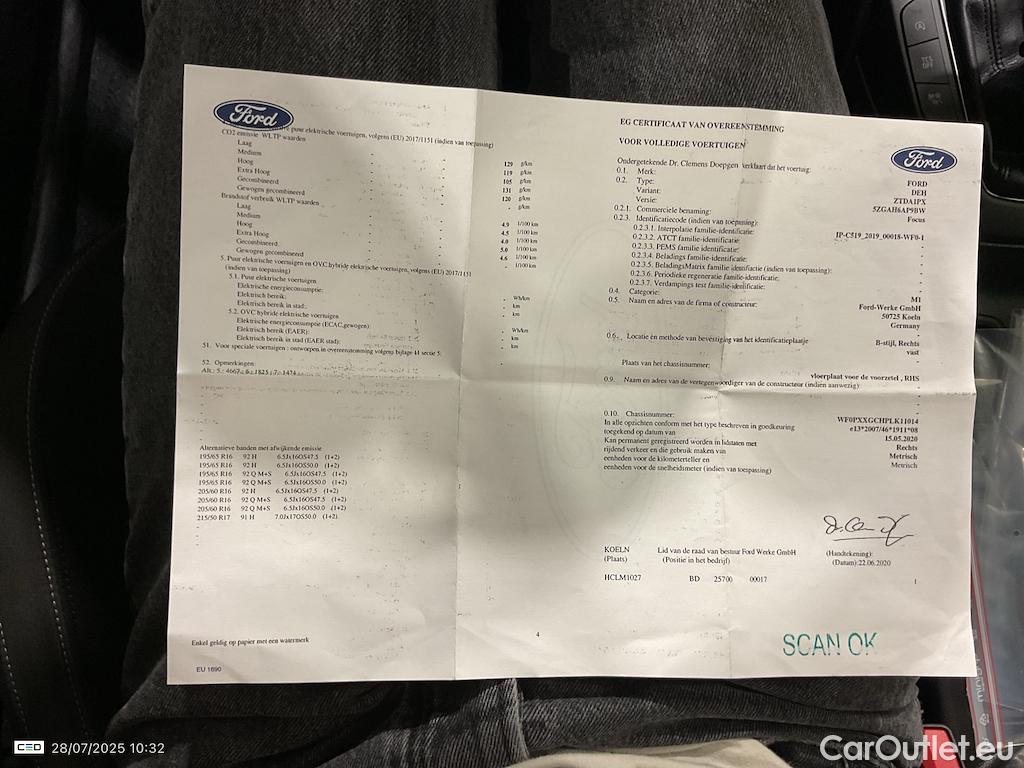 Ford
CO2 emissie WLTP waarden
puur elektrische voertuigen, volgens (EU) 2017/1151 (indien van toepassing)
Laag 129 g/km
Medium 119 g/km
Hoog 105 g/km
Extra Hoog 131 g/km
Gecombineerd 120 g/km
Gewogen gecombineerd - g/km
Brandstof verbruik WLTP waarden
Laag 4.9 l/100 km
Medium 4.5 l/100 km
Hoog 4.0 l/100 km
Extra Hoog 5.0 l/100 km
Gecombineerd: 4.6 l/100 km
Gewogen gecombineerd - l/100 km
5. Puur elektrische voertuigen en OVC hybride elektrische voertuigen, volgens (EU) 2017/1151
(indien van toepassing)
5.1. Puur elektrische voertuigen
Elektrische energieconsumptie: - Wh/km
Elektrisch bereik: - km
Elektrisch bereik in stad: - km
5.2. OVC hybride elektrische voertuigen
Elektrische energieconsumptie (ECAC,gewogen): - Wh/km
Elektrisch bereik (EAER): - km
Elektrisch bereik in stad (EAER stad): - km
51. Voor speciale voertuigen : ontworpen in overeenstemming volgens bijlage 11 sectie 5:
52. Opmerkingen:
Alt.: 5.: 4667.; 6.: 1825 ; 7.: 1474
Alternatieve banden met afwijkende emissie
195/65 R16 92 H 6.5Jx16OS47.5 (1+2)
195/65 R16 92 H 6.5Jx16OS50.0 (1+2)
195/65 R16 92 Q M+S 6.5Jx16OS47.5 (1+2)
195/65 R16 92 Q M+S 6.5Jx16OS50.0 (1+2)
205/60 R16 92 H 6.5Jx16OS47.5 (1+2)
205/60 R16 92 Q M+S 6.5Jx16OS47.5 (1+2)
205/60 R16 92 Q M+S 6.5Jx16OS50.0 (1+2)
215/50 R17 91 H 7.0Jx17OS50.0 (1+2)
Enkel geldig op papier met een watermerk
4
EU 1690
EG CERTIFICAAT VAN OVEREENSTEMMING
VOOR VOLLEDIGE VOERTUIGEN
Ford
Ondergetekende Dr. Clemens Doepgen verklaart dat het voertuig:
0.1. Merk: FORD
0.2. Type: DEH
Variant: ZTDA1PX
Versie: 5ZGAH6AP9BW
0.2.1. Commerciele benaming: Focus
0.2.3. Identificatiecode (indien van toepassing):
0.2.3.1. Interpolatie familie-identificatie: IP-C519_2019_00018-WF0-1
0.2.3.2. ATCT familie-identificatie: -
0.2.3.3. PEMS familie-identificatie: -
0.2.3.4. Beladings familie-identificatie: -
0.2.3.5. BeladingsMatrix familie-identifiactie (indien van toepassing): -
0.2.3.6. Periodieke regeneratie familie-identificatie: -
0.2.3.7. Verdampings test familie-identificatie: -
0.4. Categorie: M1
0.5. Naam en adres van de firma of constructeur: Ford-Werke GmbH
50725 Koeln
Germany
0.6. Locatie en methode van bevestiging van het identificatieplaatje B-stijl, Rechts
vast
Plaats van het chassisnummer: vloerplaat voor de voorzetel , RHS
0.9. Naam en adres van de vertegenwoordiger van de constructeur (indien aanwezig): -
0.10. Chassisnummer: WF0PXXGCHPLK11014
In alle opzichten conform met het type beschreven in goedkeuring e13*2007/46*1911*08
toegekend op datum van 15.05.2020
Kan permanent geregistreerd worden in lidstaten met
rijdend verkeer en die gebruik maken van Rechts
eenheden voor de kilometerteller en Metrisch
eenheden voor de snelheidsmeter (indien van toepassing) Metrisch
KOELN Lid van de raad van bestuur Ford Werke GmbH (Handtekening):
(Plaats) (Positie in het bedrijf) (Datum):22.06.2020
HCLM1027 BD 25700 00017
1
SCAN OK
28/07/2025 10:32
CarOutlet.eu